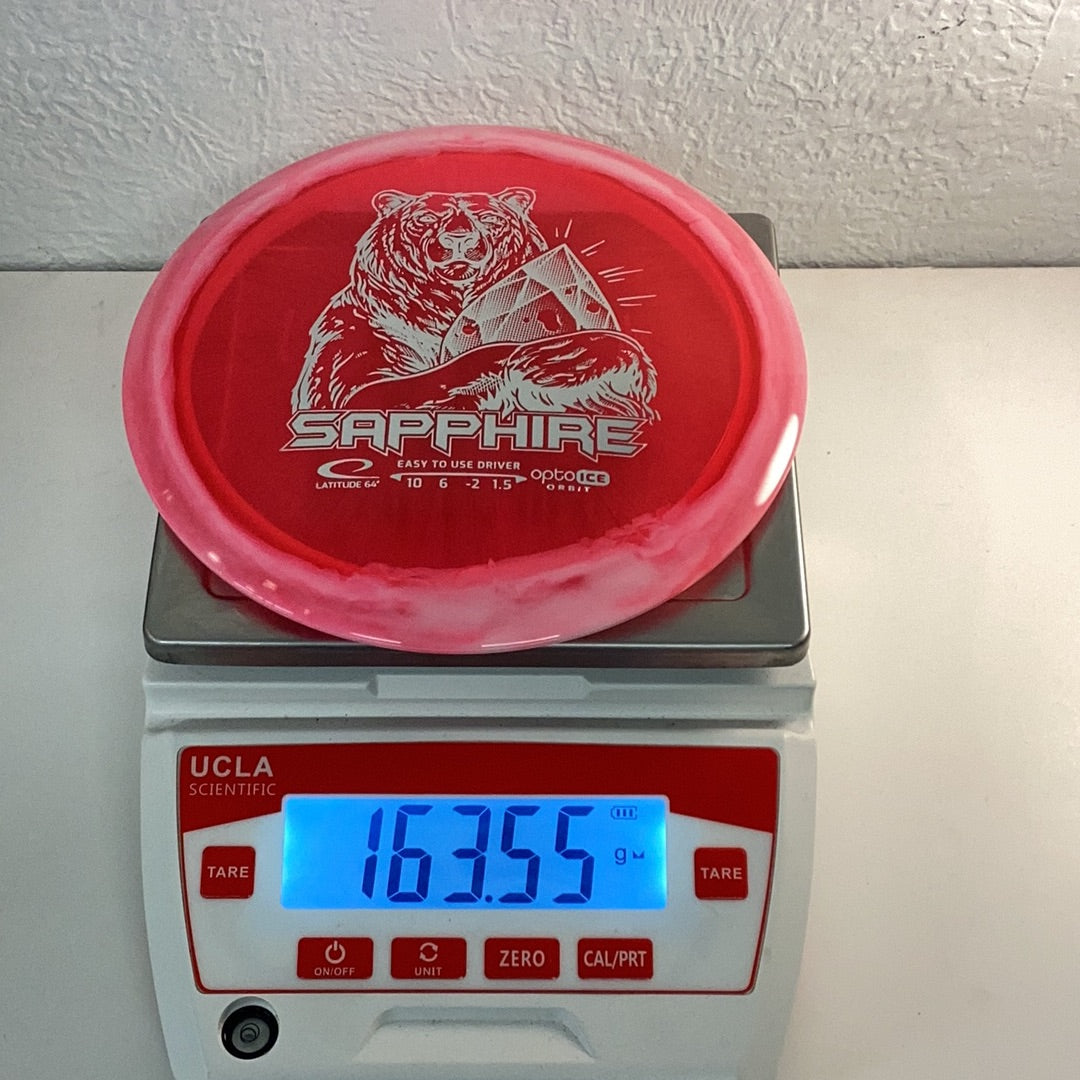 SAPPHIRE
EASY TO USE DRIVER
LATITUDE 64°
10 6 -2 1.5
opto ICE
ORBIT
UCLA
SCIENTIFIC
163.55
g
TARE
TARE
ON/OFF
UNIT
ZERO
CAL/PRT